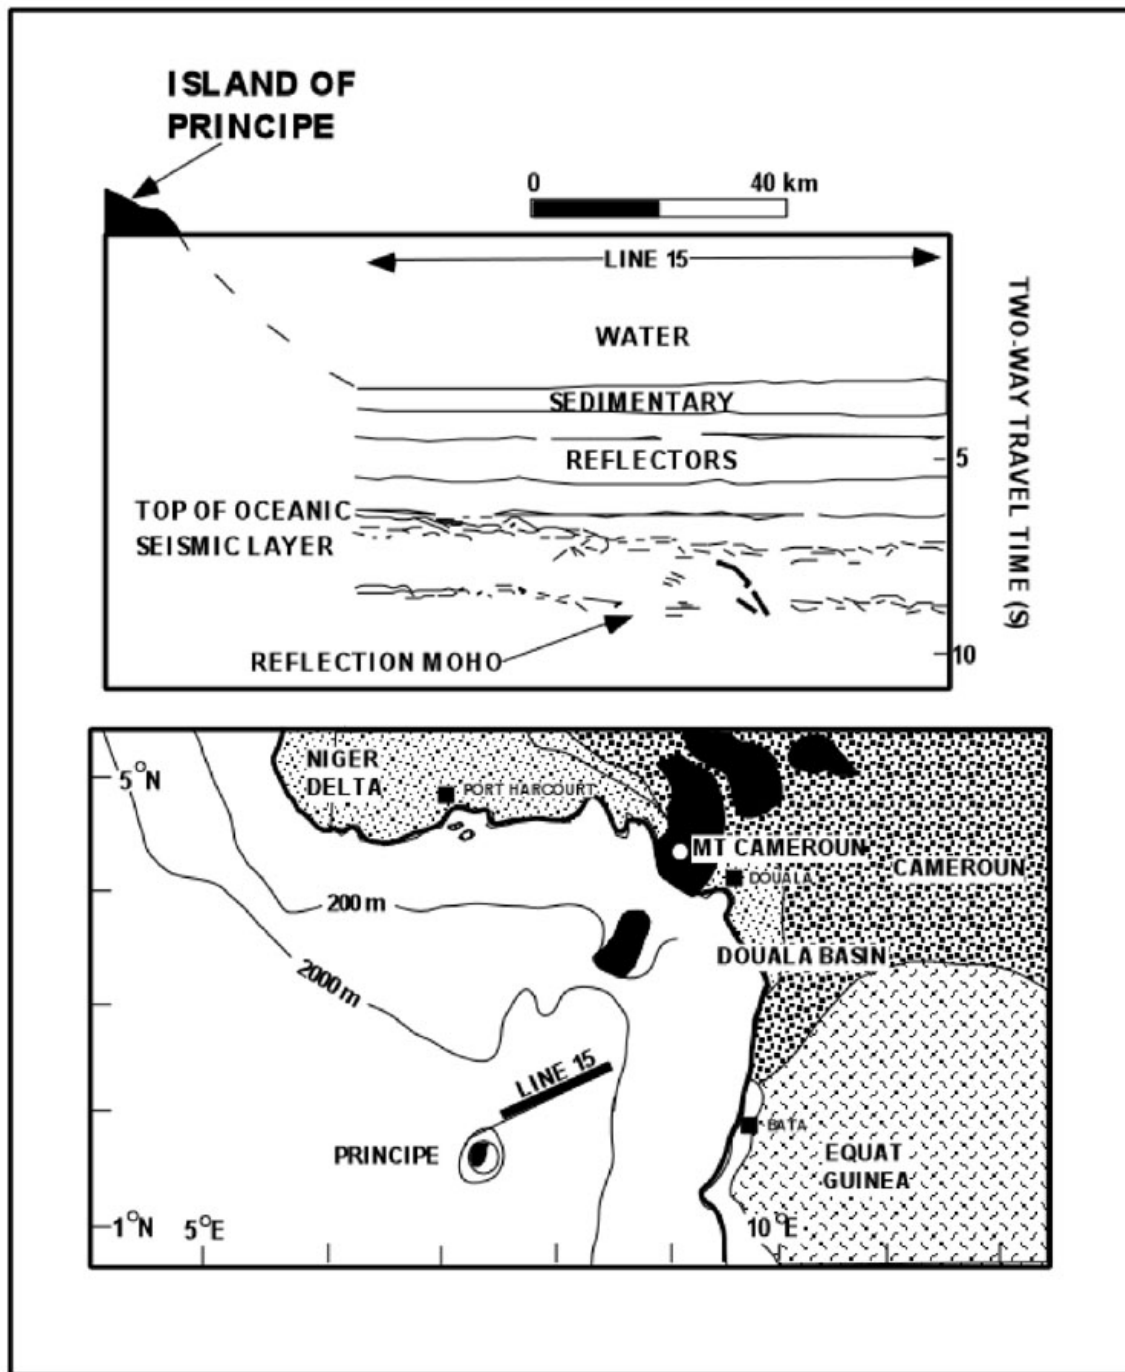 ISLAND OF
PRINCIPE
0 40 km
LINE 15
WATER
SEDIMENTARY
REFLECTORS
5
TOP OF OCEANIC
SEISMIC LAYER
REFLECTION MOHO
10
TWO-WAY TRAVEL TIME (S)
5°N
NIGER
DELTA
PORT HARCOURT
MT CAMEROUN
DOUALA
CAMEROUN
200 m
DOUALA BASIN
2000 m
LINE 15
PRINCIPE
BATA
EQUAT
GUINEA
1°N 5°E 10°E